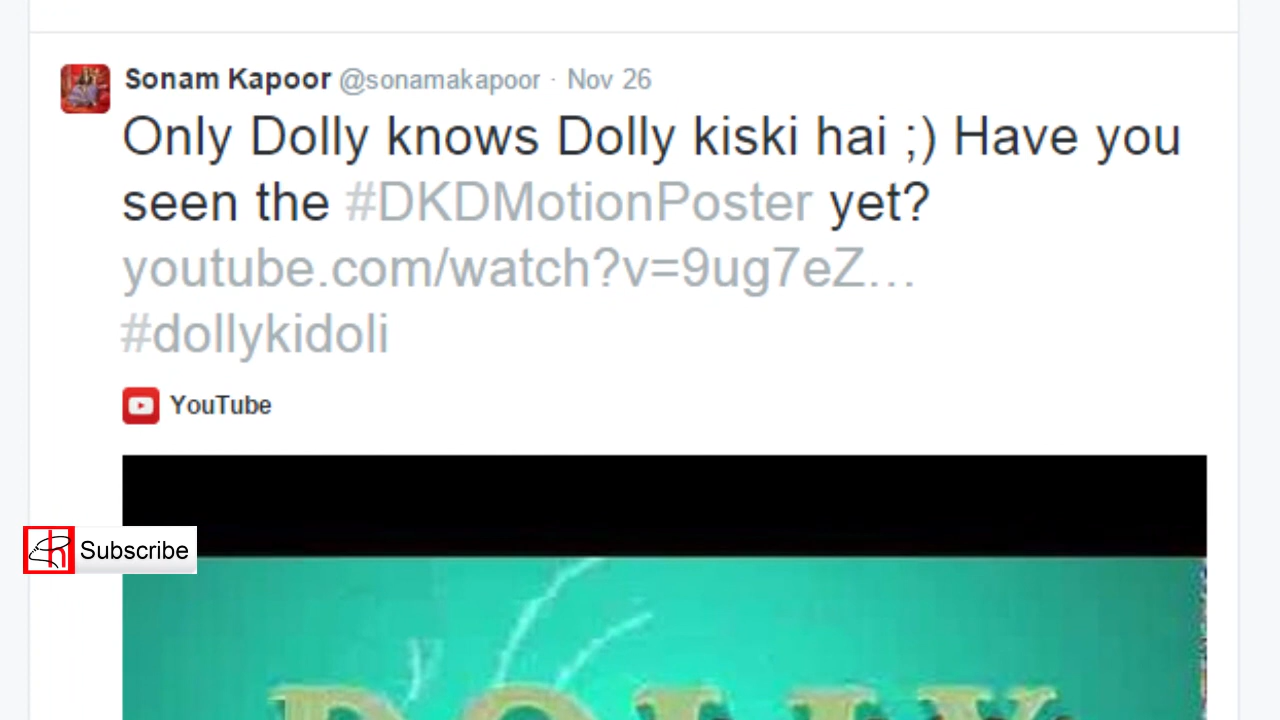 Sonam Kapoor @sonamakapoor · Nov 26
Only Dolly knows Dolly kiski hai ;) Have you
seen the #DKDMotionPoster yet?
youtube.com/watch?v=9ug7eZ…
#dollykidoli
YouTube
Subscribe
DOLLY